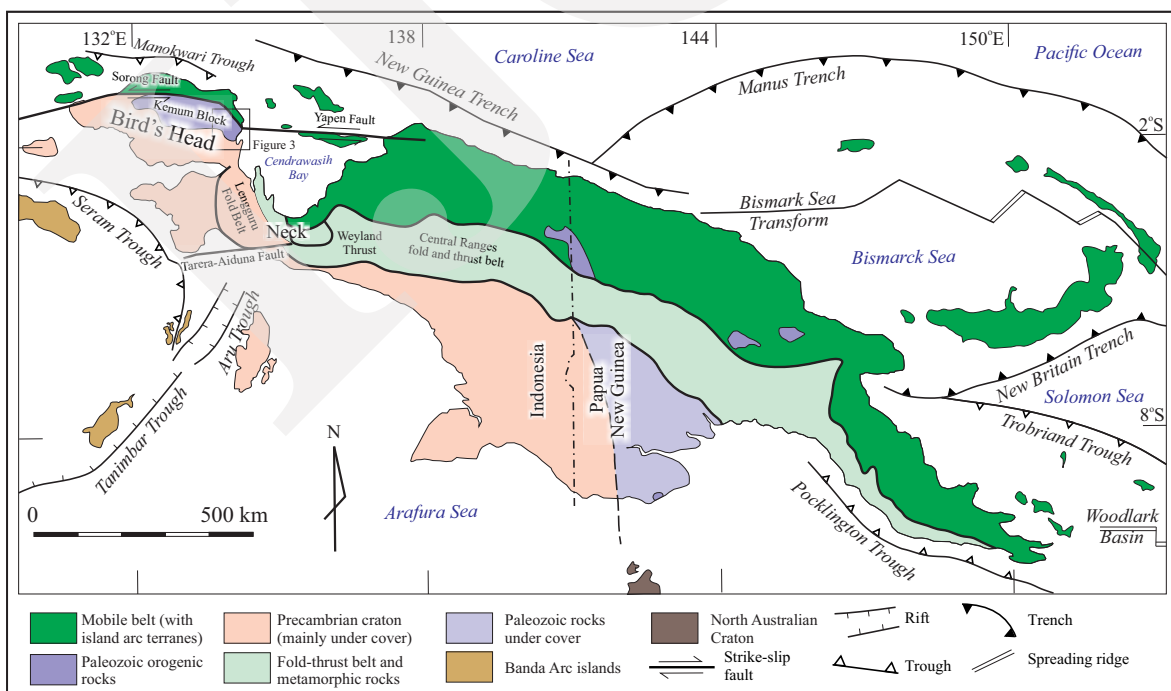 132°E
138
144
150°E
Manokwari Trough
Caroline Sea
Pacific Ocean
New Guinea Trench
Manus Trench
Sorong Fault
Kemum Block
Bird's Head
Yapen Fault
2°S
Figure 3
Cendrawasih
Bay
Lengguru
Fold Belt
Seram Trough
Neck
Bismark Sea
Transform
Weyland
Thrust
Central Ranges
fold and thrust belt
Bismarck Sea
Tarera-Aiduna Fault
Aru Trough
Indonesia
Papua
New Guinea
New Britain Trench
Solomon Sea
8°S
Trobriand Trough
Tanimbar Trough
N
Pocklington Trough
0
500 km
Arafura Sea
Woodlark
Basin
Mobile belt (with
island arc terranes)
Precambrian craton
(mainly under cover)
Paleozoic rocks
under cover
North Australian
Craton
Rift
Trench
Paleozoic orogenic
rocks
Fold-thrust belt and
metamorphic rocks
Banda Arc islands
Strike-slip
fault
Trough
Spreading ridge